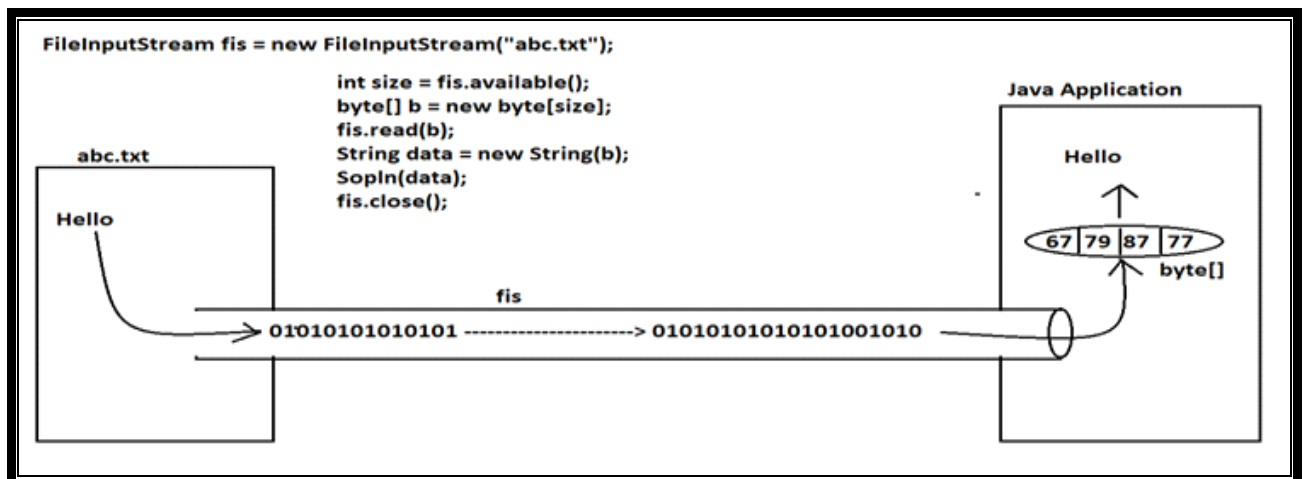 FileInputStream fis = new FileInputStream("abc.txt");
int size = fis.available();
byte[] b = new byte[size];
fis.read(b);
String data = new String(b);
Sopln(data);
fis.close();
abc.txt
Hello
fis
01010101010101 ----------------------> 01010101010101001010
Java Application
Hello
67 79 87 77
byte[]